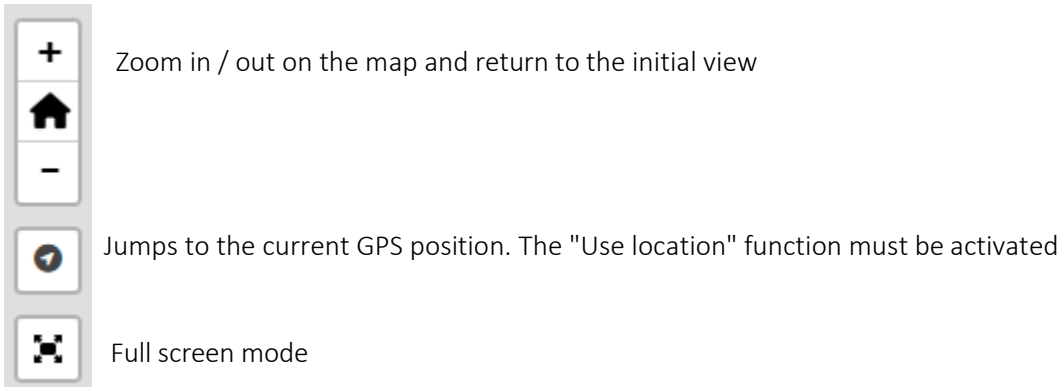 +
Zoom in / out on the map and return to the initial view
-
Jumps to the current GPS position. The "Use location" function must be activated
Full screen mode